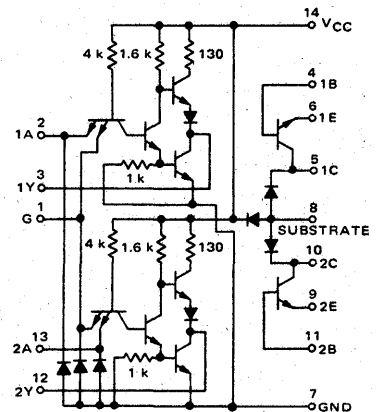 14
VCC
4 k
1.6 k
130
4
1B
6
1E
2
1A
5
1C
3
1Y
1 k
1
G
8
SUBSTRATE
4 k
1.6 k
130
10
2C
9
2E
13
2A
11
2B
12
2Y
1 k
7
GND